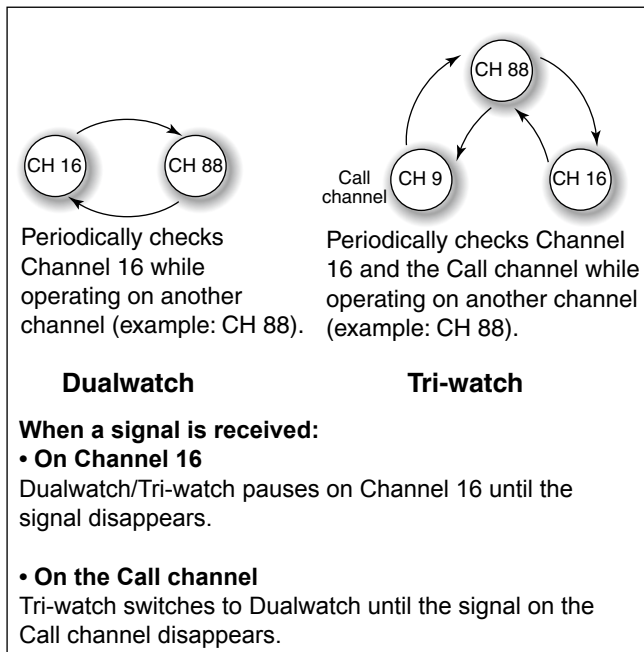 CH 16
CH 88
Periodically checks
Channel 16 while
operating on another
channel (example: CH 88).
Dualwatch
CH 88
Call
channel
CH 9
CH 16
Periodically checks Channel
16 and the Call channel while
operating on another channel
(example: CH 88).
Tri-watch
When a signal is received:
• On Channel 16
Dualwatch/Tri-watch pauses on Channel 16 until the
signal disappears.
• On the Call channel
Tri-watch switches to Dualwatch until the signal on the
Call channel disappears.